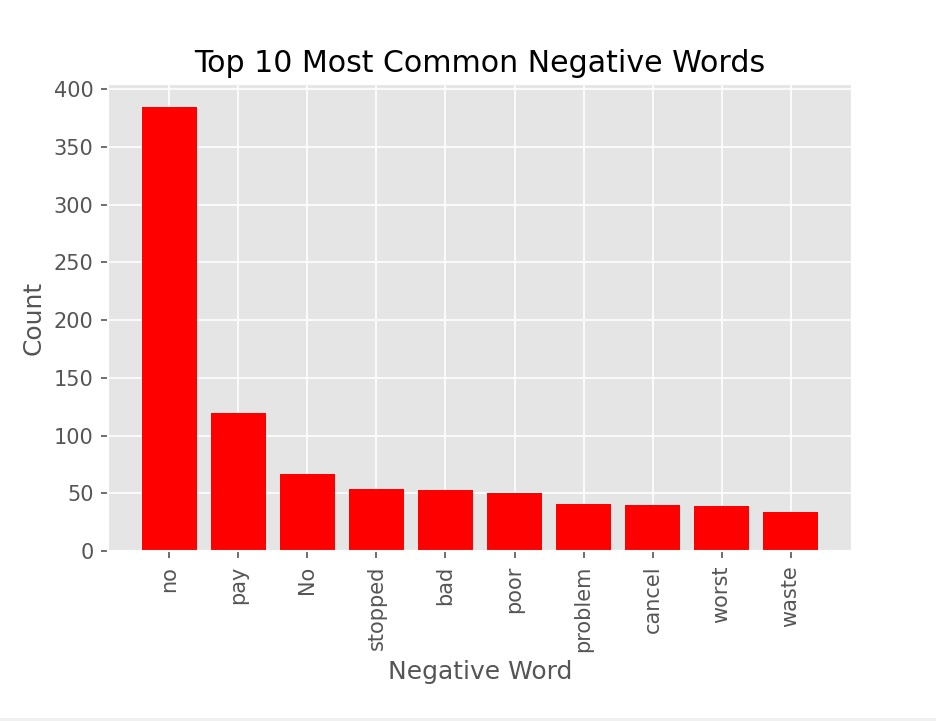 Top 10 Most Common Negative Words
400
350
300
250
200
150
100
50
0
Count
no
pay
No
stopped
bad
poor
problem
cancel
worst
waste
Negative Word